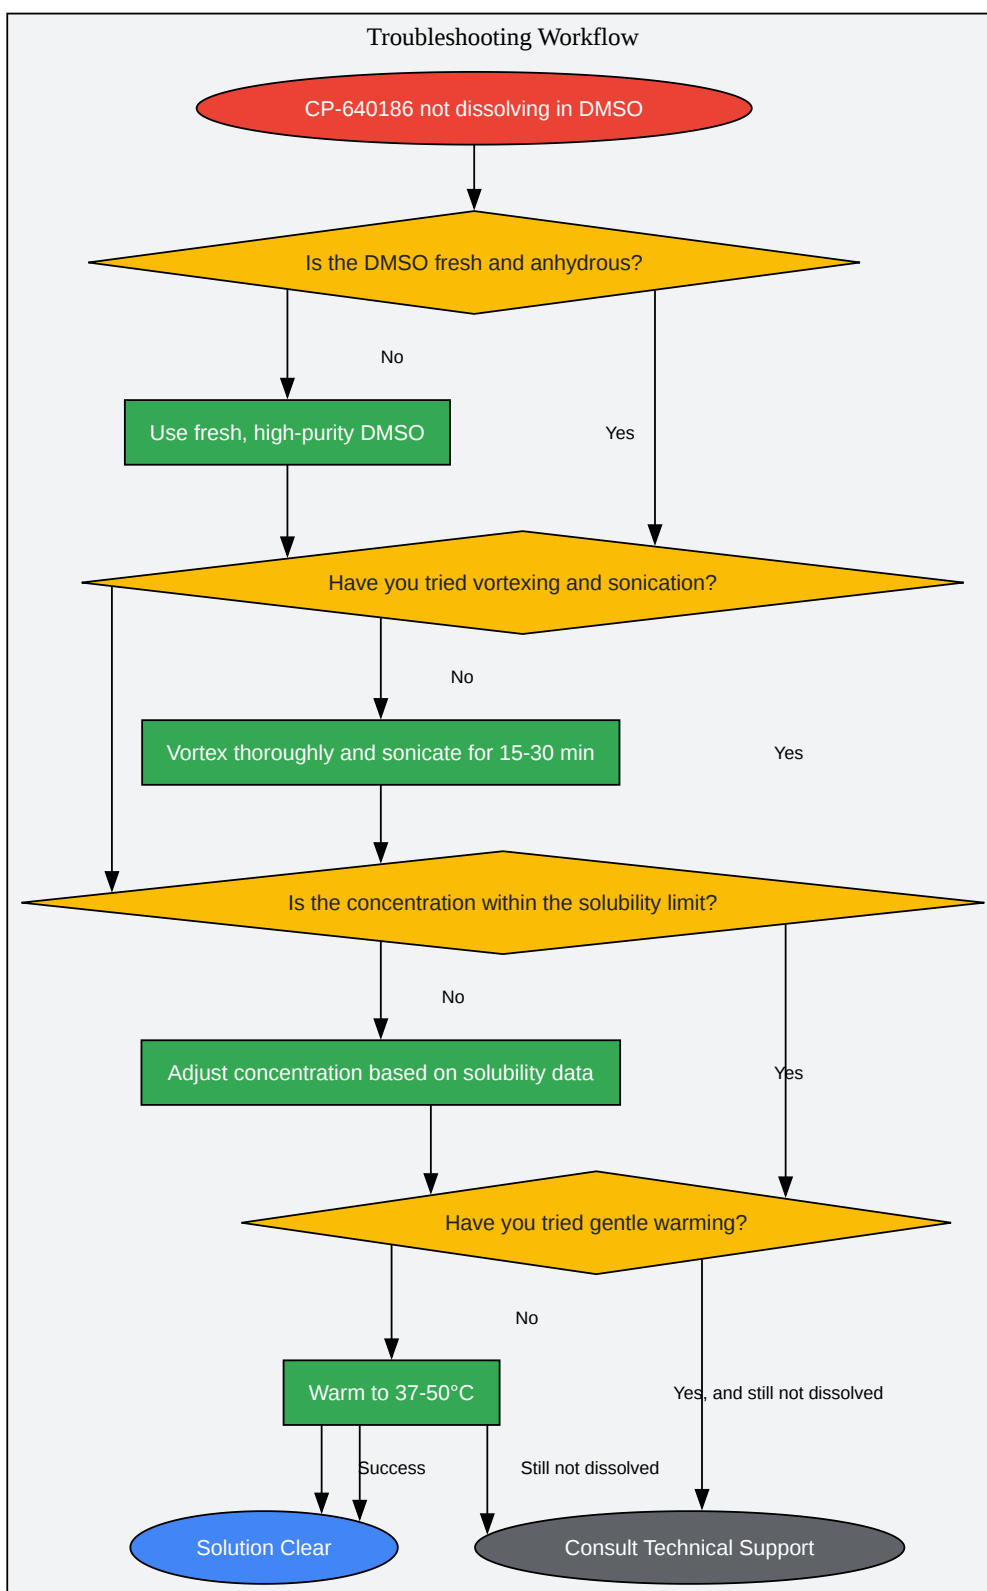 Troubleshooting Workflow
CP-640186 not dissolving in DMSO
Is the DMSO fresh and anhydrous?
No
Use fresh, high-purity DMSO
Yes
Have you tried vortexing and sonication?
No
Vortex thoroughly and sonicate for 15-30 min
Yes
Is the concentration within the solubility limit?
No
Adjust concentration based on solubility data
Yes
Have you tried gentle warming?
No
Warm to 37-50°C
Yes, and still not dissolved
Success
Still not dissolved
Solution Clear
Consult Technical Support